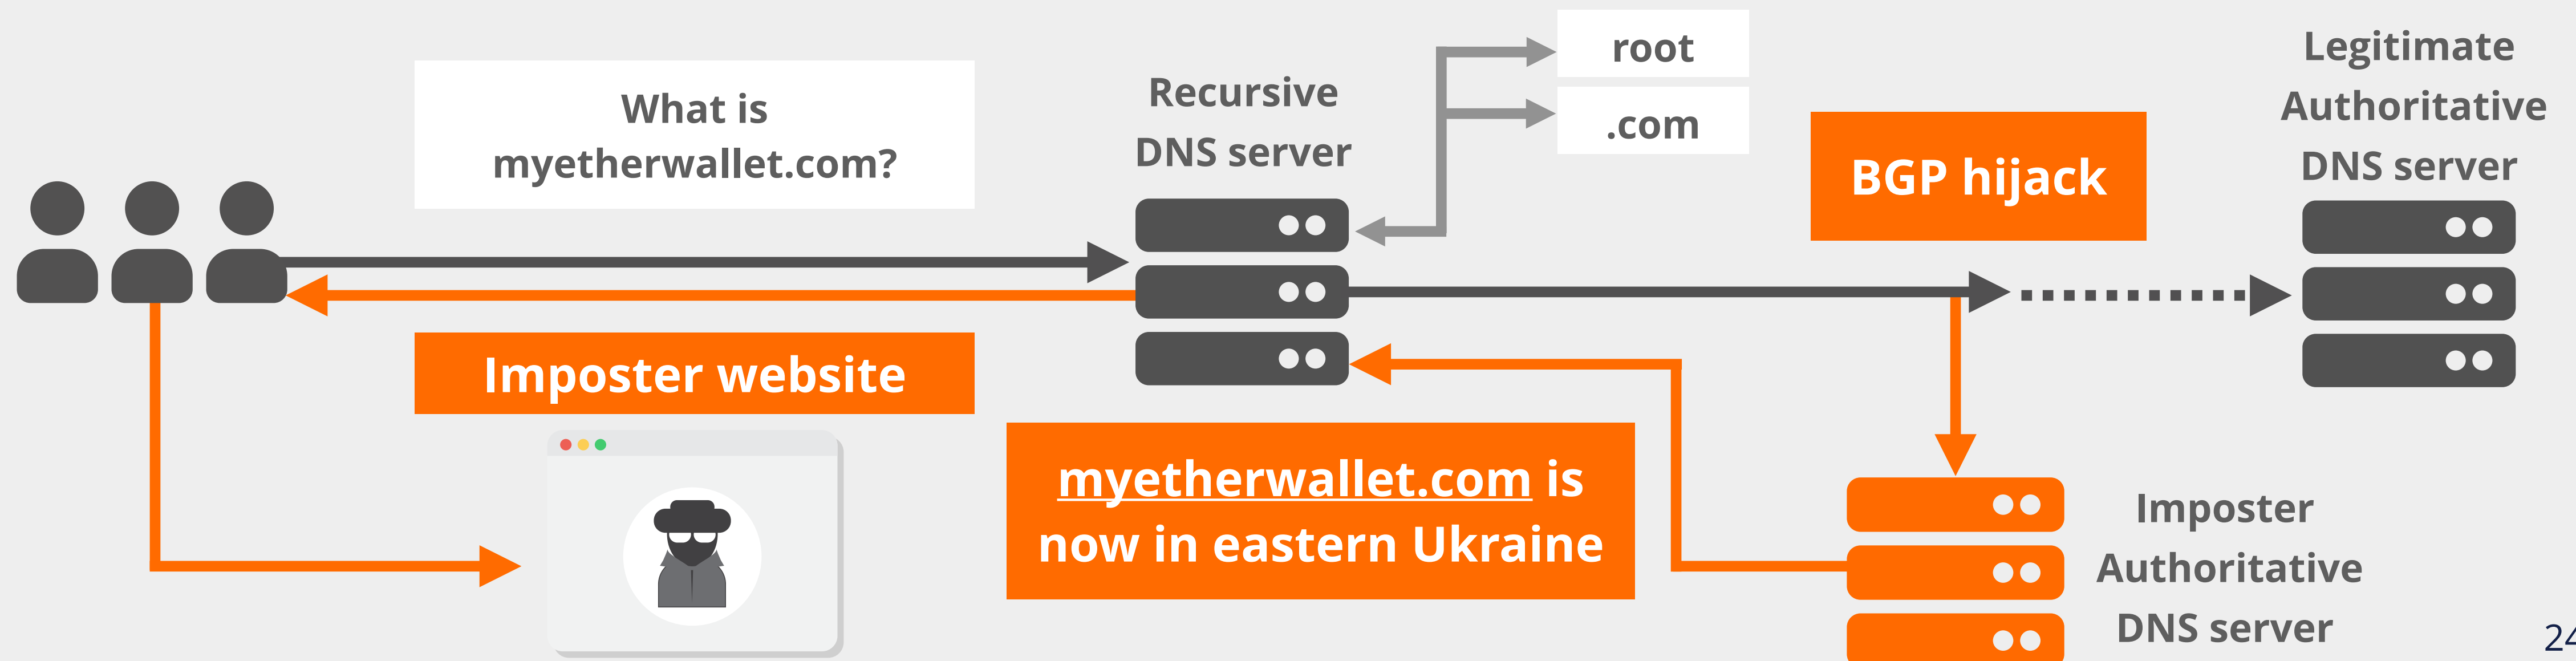 What is
myetherwallet.com?
Recursive
DNS server
root
.com
BGP hijack
Legitimate
Authoritative
DNS server
Imposter website
myetherwallet.com is
now in eastern Ukraine
Imposter
Authoritative
DNS server
24